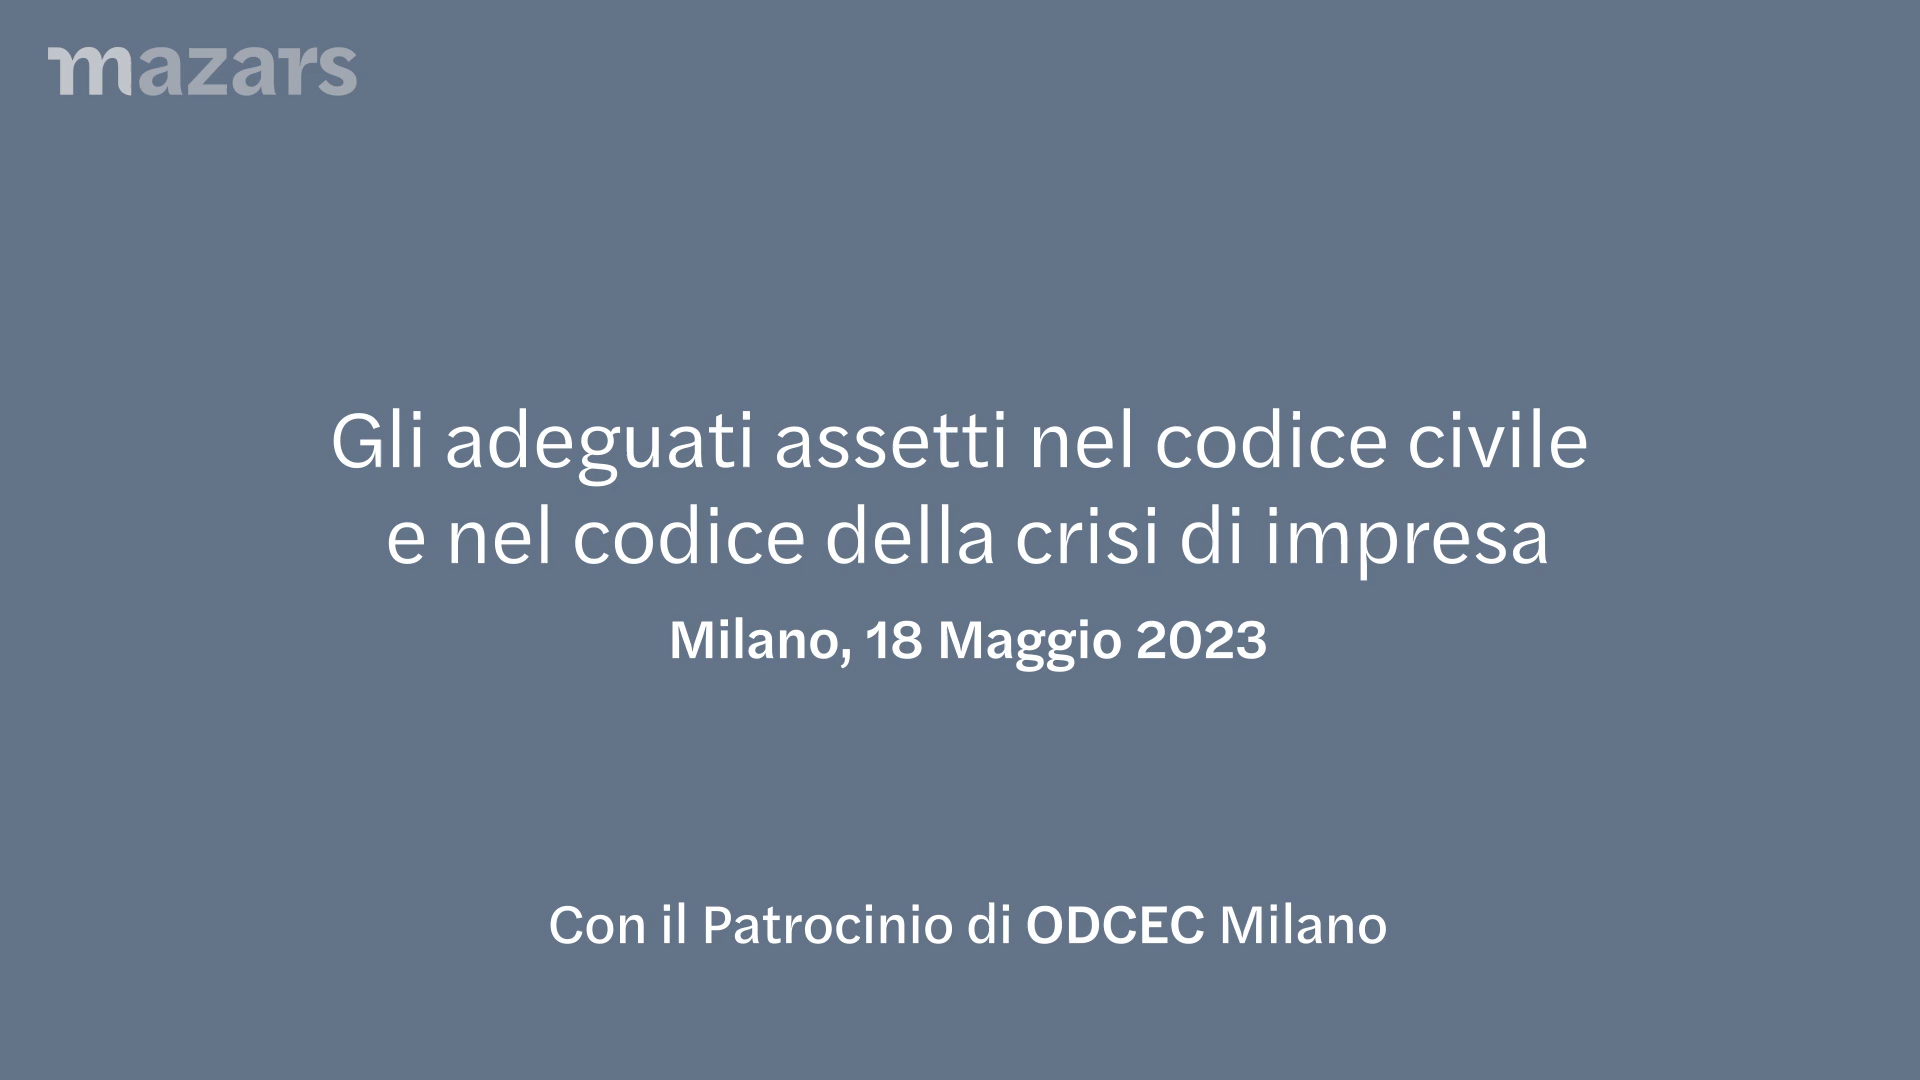 mazars
Gli adeguati assetti nel codice civile
e nel codice della crisi di impresa
Milano, 18 Maggio 2023
Con il Patrocinio di ODCEC Milano